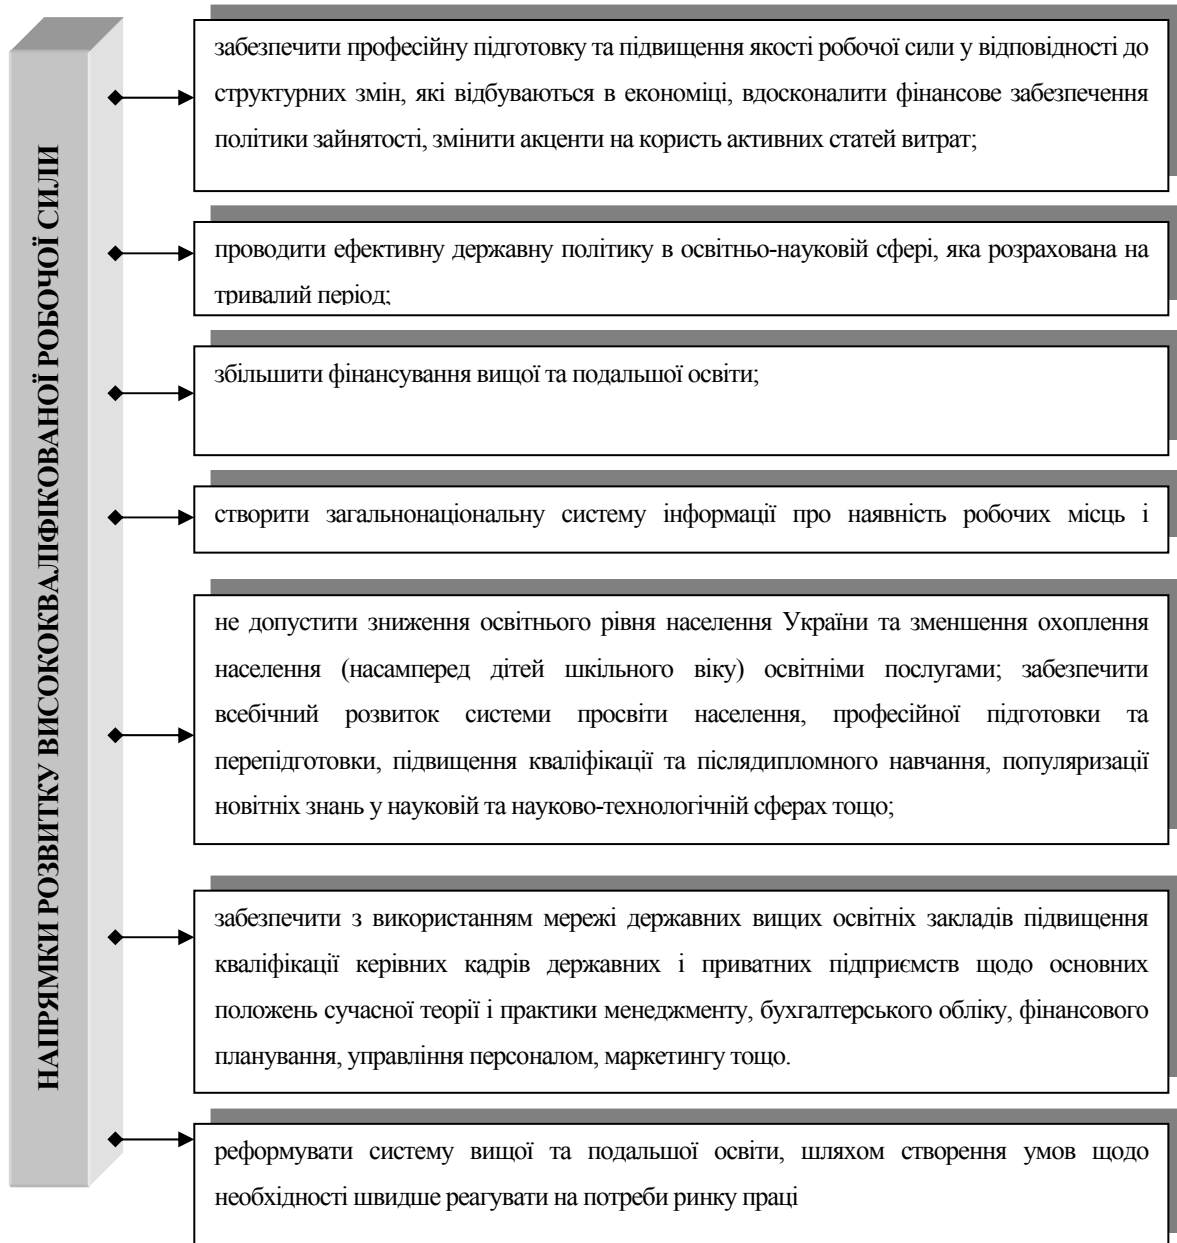 НАПРЯМКИ РОЗВИТКУ ВИСОКОКВАЛІФІКОВАНОЇ РОБОЧОЇ СИЛИ
забезпечити професійну підготовку та підвищення якості робочої сили у відповідності до
структурних змін, які відбуваються в економіці, вдосконалити фінансове забезпечення
політики зайнятості, змінити акценти на користь активних статей витрат;
проводити ефективну державну політику в освітньо-науковій сфері, яка розрахована на
тривалий період;
збільшити фінансування вищої та подальшої освіти;
створити загальнонаціональну систему інформації про наявність робочих місць і
не допустити зниження освітнього рівня населення України та зменшення охоплення
населення (насамперед дітей шкільного віку) освітніми послугами; забезпечити
всебічний розвиток системи просвіти населення, професійної підготовки та
перепідготовки, підвищення кваліфікації та післядипломного навчання, популяризації
новітніх знань у науковій та науково-технологічній сферах тощо;
забезпечити з використанням мережі державних вищих освітніх закладів підвищення
кваліфікації керівних кадрів державних і приватних підприємств щодо основних
положень сучасної теорії і практики менеджменту, бухгалтерського обліку, фінансового
планування, управління персоналом, маркетингу тощо.
реформувати систему вищої та подальшої освіти, шляхом створення умов щодо
необхідності швидше реагувати на потреби ринку праці